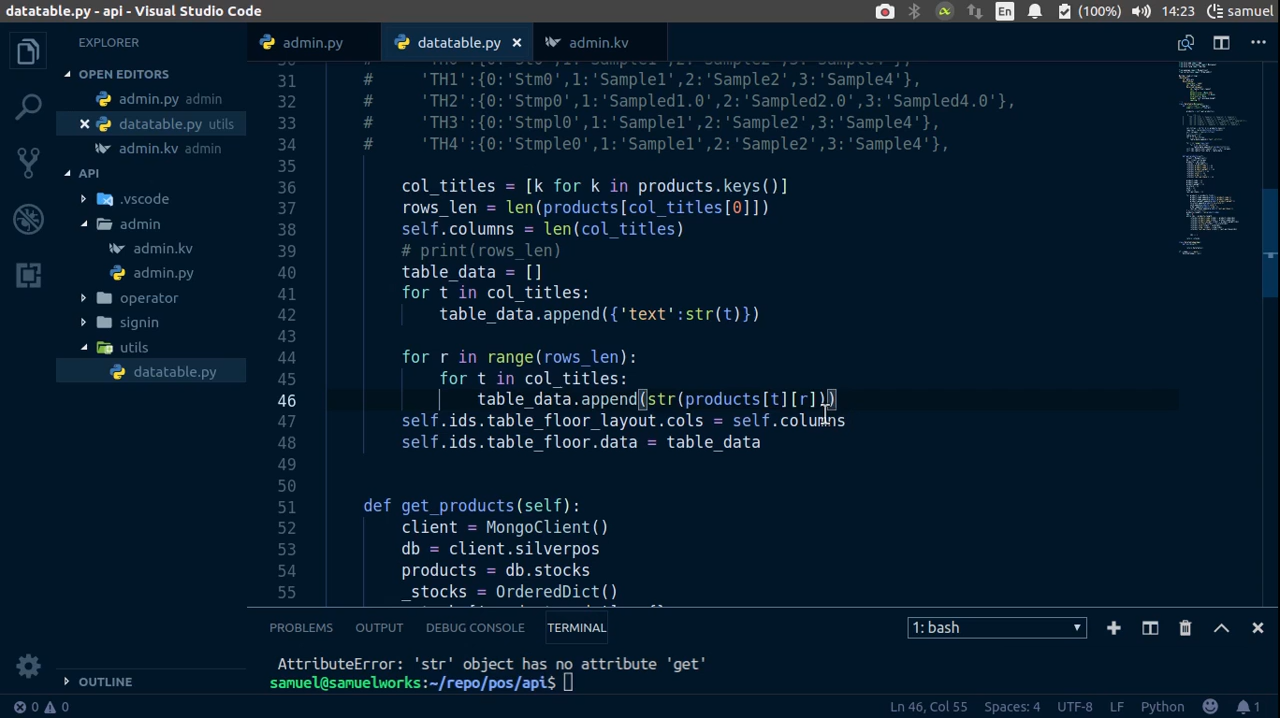 datatable.py - api - Visual Studio Code
En (100%) 14:23 samuel
EXPLORER
admin.py datatable.py admin.kv
OPEN EDITORS
admin.py admin
datatable.py utils
admin.kv admin
API
.vscode
admin
admin.kv
admin.py
operator
signin
utils
datatable.py
OUTLINE
31 # 'TH1':{0:'Stm0',1:'Sample1',2:'Sample2',3:'Sample4'},
32 # 'TH2':{0:'Stmp0',1:'Sampled1.0',2:'Sampled2.0',3:'Sampled4.0'},
33 # 'TH3':{0:'Stmpl0',1:'Sample1',2:'Sample2',3:'Sample4'},
34 # 'TH4':{0:'Stmple0',1:'Sample1',2:'Sample2',3:'Sample4'},
35
36 col_titles = [k for k in products.keys()]
37 rows_len = len(products[col_titles[0]])
38 self.columns = len(col_titles)
39 # print(rows_len)
40 table_data = []
41 for t in col_titles:
42 table_data.append({'text':str(t)})
43
44 for r in range(rows_len):
45 for t in col_titles:
46 table_data.append(str(products[t][r]))
47 self.ids.table_floor_layout.cols = self.columns
48 self.ids.table_floor.data = table_data
49
50
51 def get_products(self):
52 client = MongoClient()
53 db = client.silverpos
54 products = db.stocks
55 _stocks = OrderedDict()
PROBLEMS OUTPUT DEBUG CONSOLE TERMINAL 1: bash
AttributeError: 'str' object has no attribute 'get'
samuel@samuelworks:~/repo/pos/api$
0 0 Ln 46, Col 55 Spaces: 4 UTF-8 LF Python 1